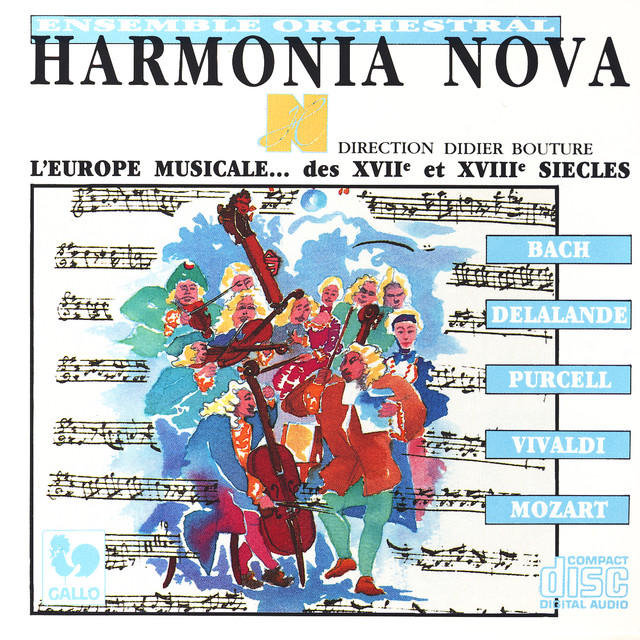 ENSEMBLE ORCHESTRAL
HARMONIA NOVA
N
DIRECTION DIDIER BOUTURE
L'EUROPE MUSICALE... des XVIIe et XVIIIe SIECLES
BACH
DELALANDE
PURCELL
VIVALDI
MOZART
19
GALLO
COMPACT
disc
DIGITAL AUDIO